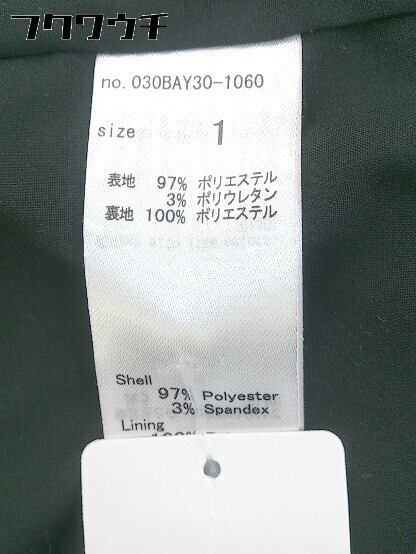 フクウウチ
no. 030BAY30-1060
size 1
表地 97% ポリエステル
3% ポリウレタン
裏地 100% ポリエステル
Shell
97% Polyester
3% Spandex
Lining